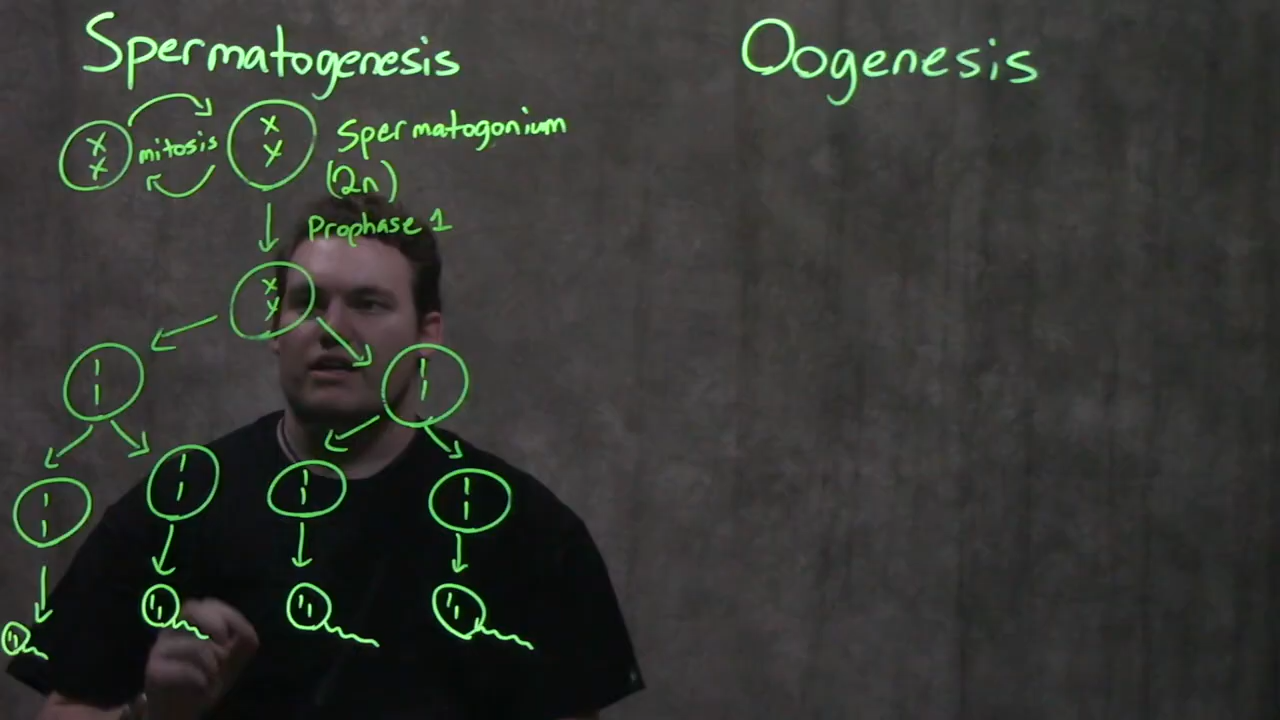 Spermatogenesis
Oogenesis
mitosis
Spermatogonium
(2n)
Prophase 1